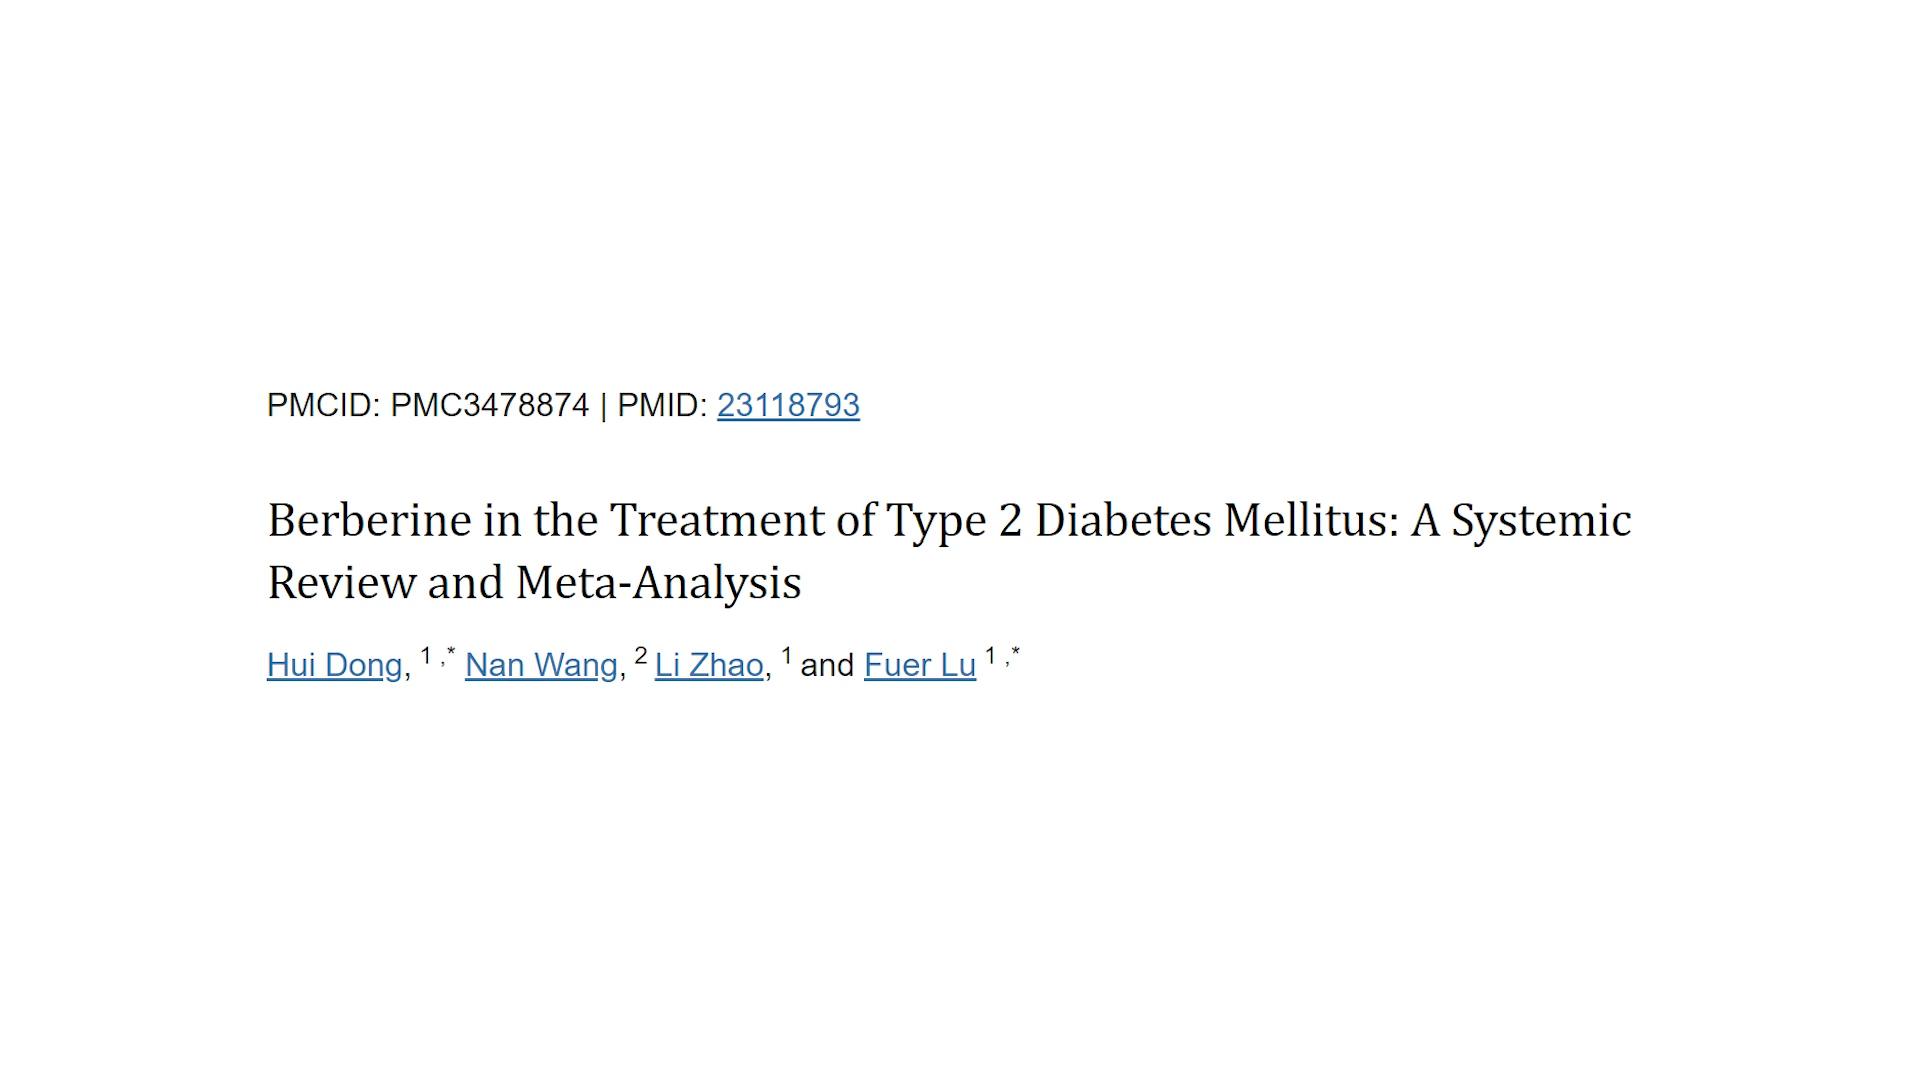 PMCID: PMC3478874 | PMID: 23118793
Berberine in the Treatment of Type 2 Diabetes Mellitus: A Systemic
Review and Meta-Analysis
Hui Dong, 1 ,* Nan Wang, 2 Li Zhao, 1 and Fuer Lu 1 ,*